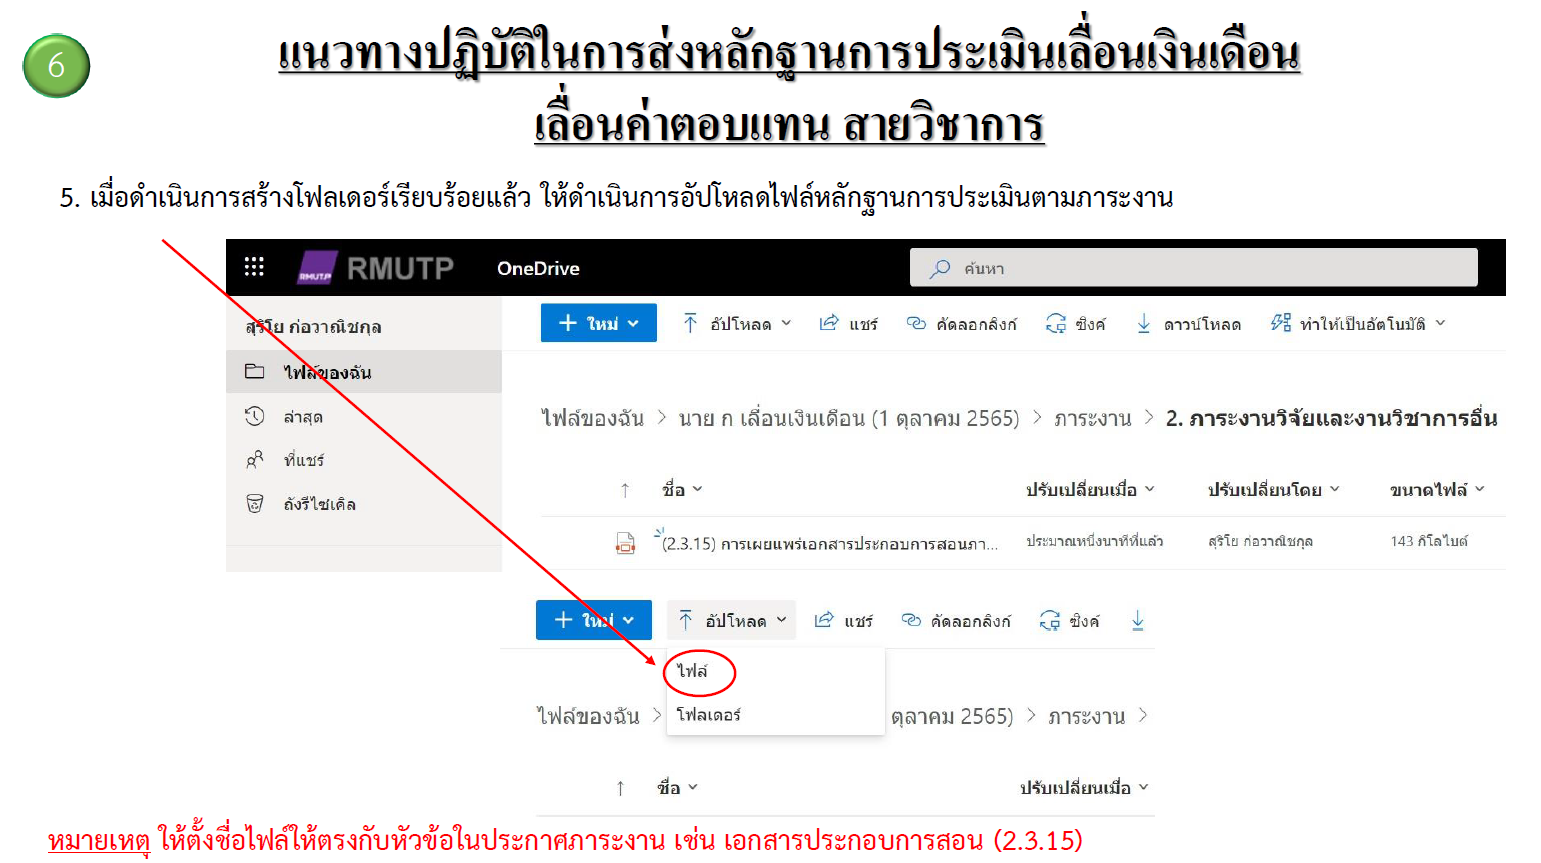 6
แนวทางปฏิบัติในการส่งหลักฐานการประเมินเลื่อนเงินเดือน
เลื่อนค่าตอบแทน สายวิชาการ
5. เมื่อดำเนินการสร้างโฟลเดอร์เรียบร้อยแล้ว ให้ดำเนินการอัปโหลดไฟล์หลักฐานการประเมินตามภาระงาน
RMUTP RMUTP OneDrive ค้นหา
สุริโย ก่อวาณิชกุล
ไฟล์ของฉัน
ล่าสุด
ที่แชร์
ถังรีไซเคิล
+ ใหม่ อัปโหลด แชร์ คัดลอกลิงก์ ซิงค์ ดาวน์โหลด ทำให้เป็นอัตโนมัติ
ไฟล์ของฉัน > นาย ก เลื่อนเงินเดือน (1 ตุลาคม 2565) > ภาระงาน > 2. ภาระงานวิจัยและงานวิชาการอื่น
ชื่อ ปรับเปลี่ยนเมื่อ ปรับเปลี่ยนโดย ขนาดไฟล์
(2.3.15) การเผยแพร่เอกสารประกอบการสอนภา... ประมาณหนึ่งนาทีที่แล้ว สุริโย ก่อวาณิชกุล 143 กิโลไบต์
+ ใหม่ อัปโหลด แชร์ คัดลอกลิงก์ ซิงค์
ไฟล์
โฟลเดอร์
ไฟล์ของฉัน > ตุลาคม 2565) > ภาระงาน >
ชื่อ ปรับเปลี่ยนเมื่อ
หมายเหตุ ให้ตั้งชื่อไฟล์ให้ตรงกับหัวข้อในประกาศภาระงาน เช่น เอกสารประกอบการสอน (2.3.15)